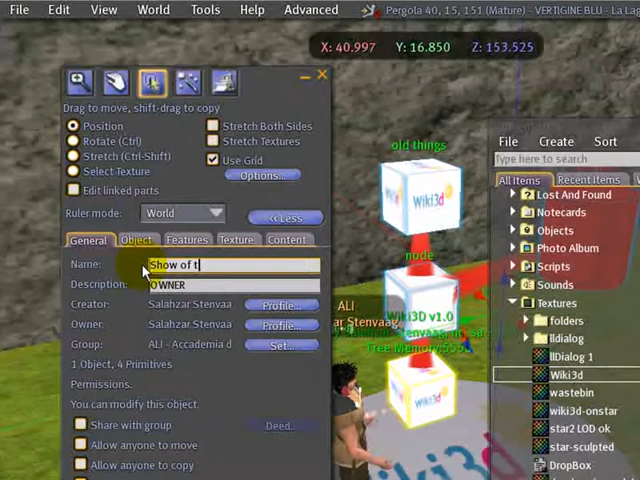 File Edit View World Tools Help Advanced Pergola 40, 15, 151 (Mature) - VERTIGINE BLU - La Lag
X: 40.997 Y: 16.850 Z: 153.525
Drag to move, shift-drag to copy
Position
Stretch Both Sides
Rotate (Ctrl)
Stretch Textures
Stretch (Ctrl-Shift)
Use Grid
Select Texture
Options...
Edit linked parts
Ruler mode: World
<< Less
General Object Features Texture Content
Name: Show of t
Description: OWNER
Creator: Salahzar Stenvaa Profile...
Owner: Salahzar Stenvaa Profile...
Group: ALI - Accademia d Set...
1 Object, 4 Primitives
Permissions:
You can modify this object.
Share with group Deed...
Allow anyone to move
Allow anyone to copy
old things
Wiki3d
ALI
Wiki3D v1.0
Tree Memory:
Wiki3d
File Create Sort
Type here to search
All Items Recent Items
Lost And Found
Notecards
Objects
Photo Album
Scripts
Sounds
Textures
folders
lldialog
llDialog 1
Wiki3d
wastebin
wiki3d-onstar
star2 LOD ok
star-sculpted
DropBox